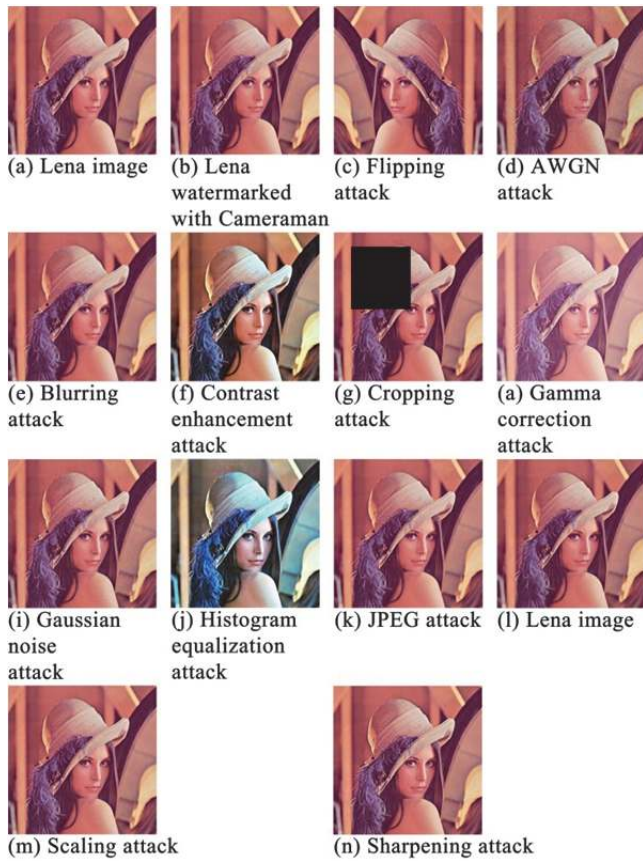 (a) Lena image
(b) Lena
watermarked
with Cameraman
(c) Flipping
attack
(d) AWGN
attack
(e) Blurring
attack
(f) Contrast
enhancement
attack
(g) Cropping
attack
(a) Gamma
correction
attack
(i) Gaussian
noise
attack
(j) Histogram
equalization
attack
(k) JPEG attack
(l) Lena image
(m) Scaling attack
(n) Sharpening attack